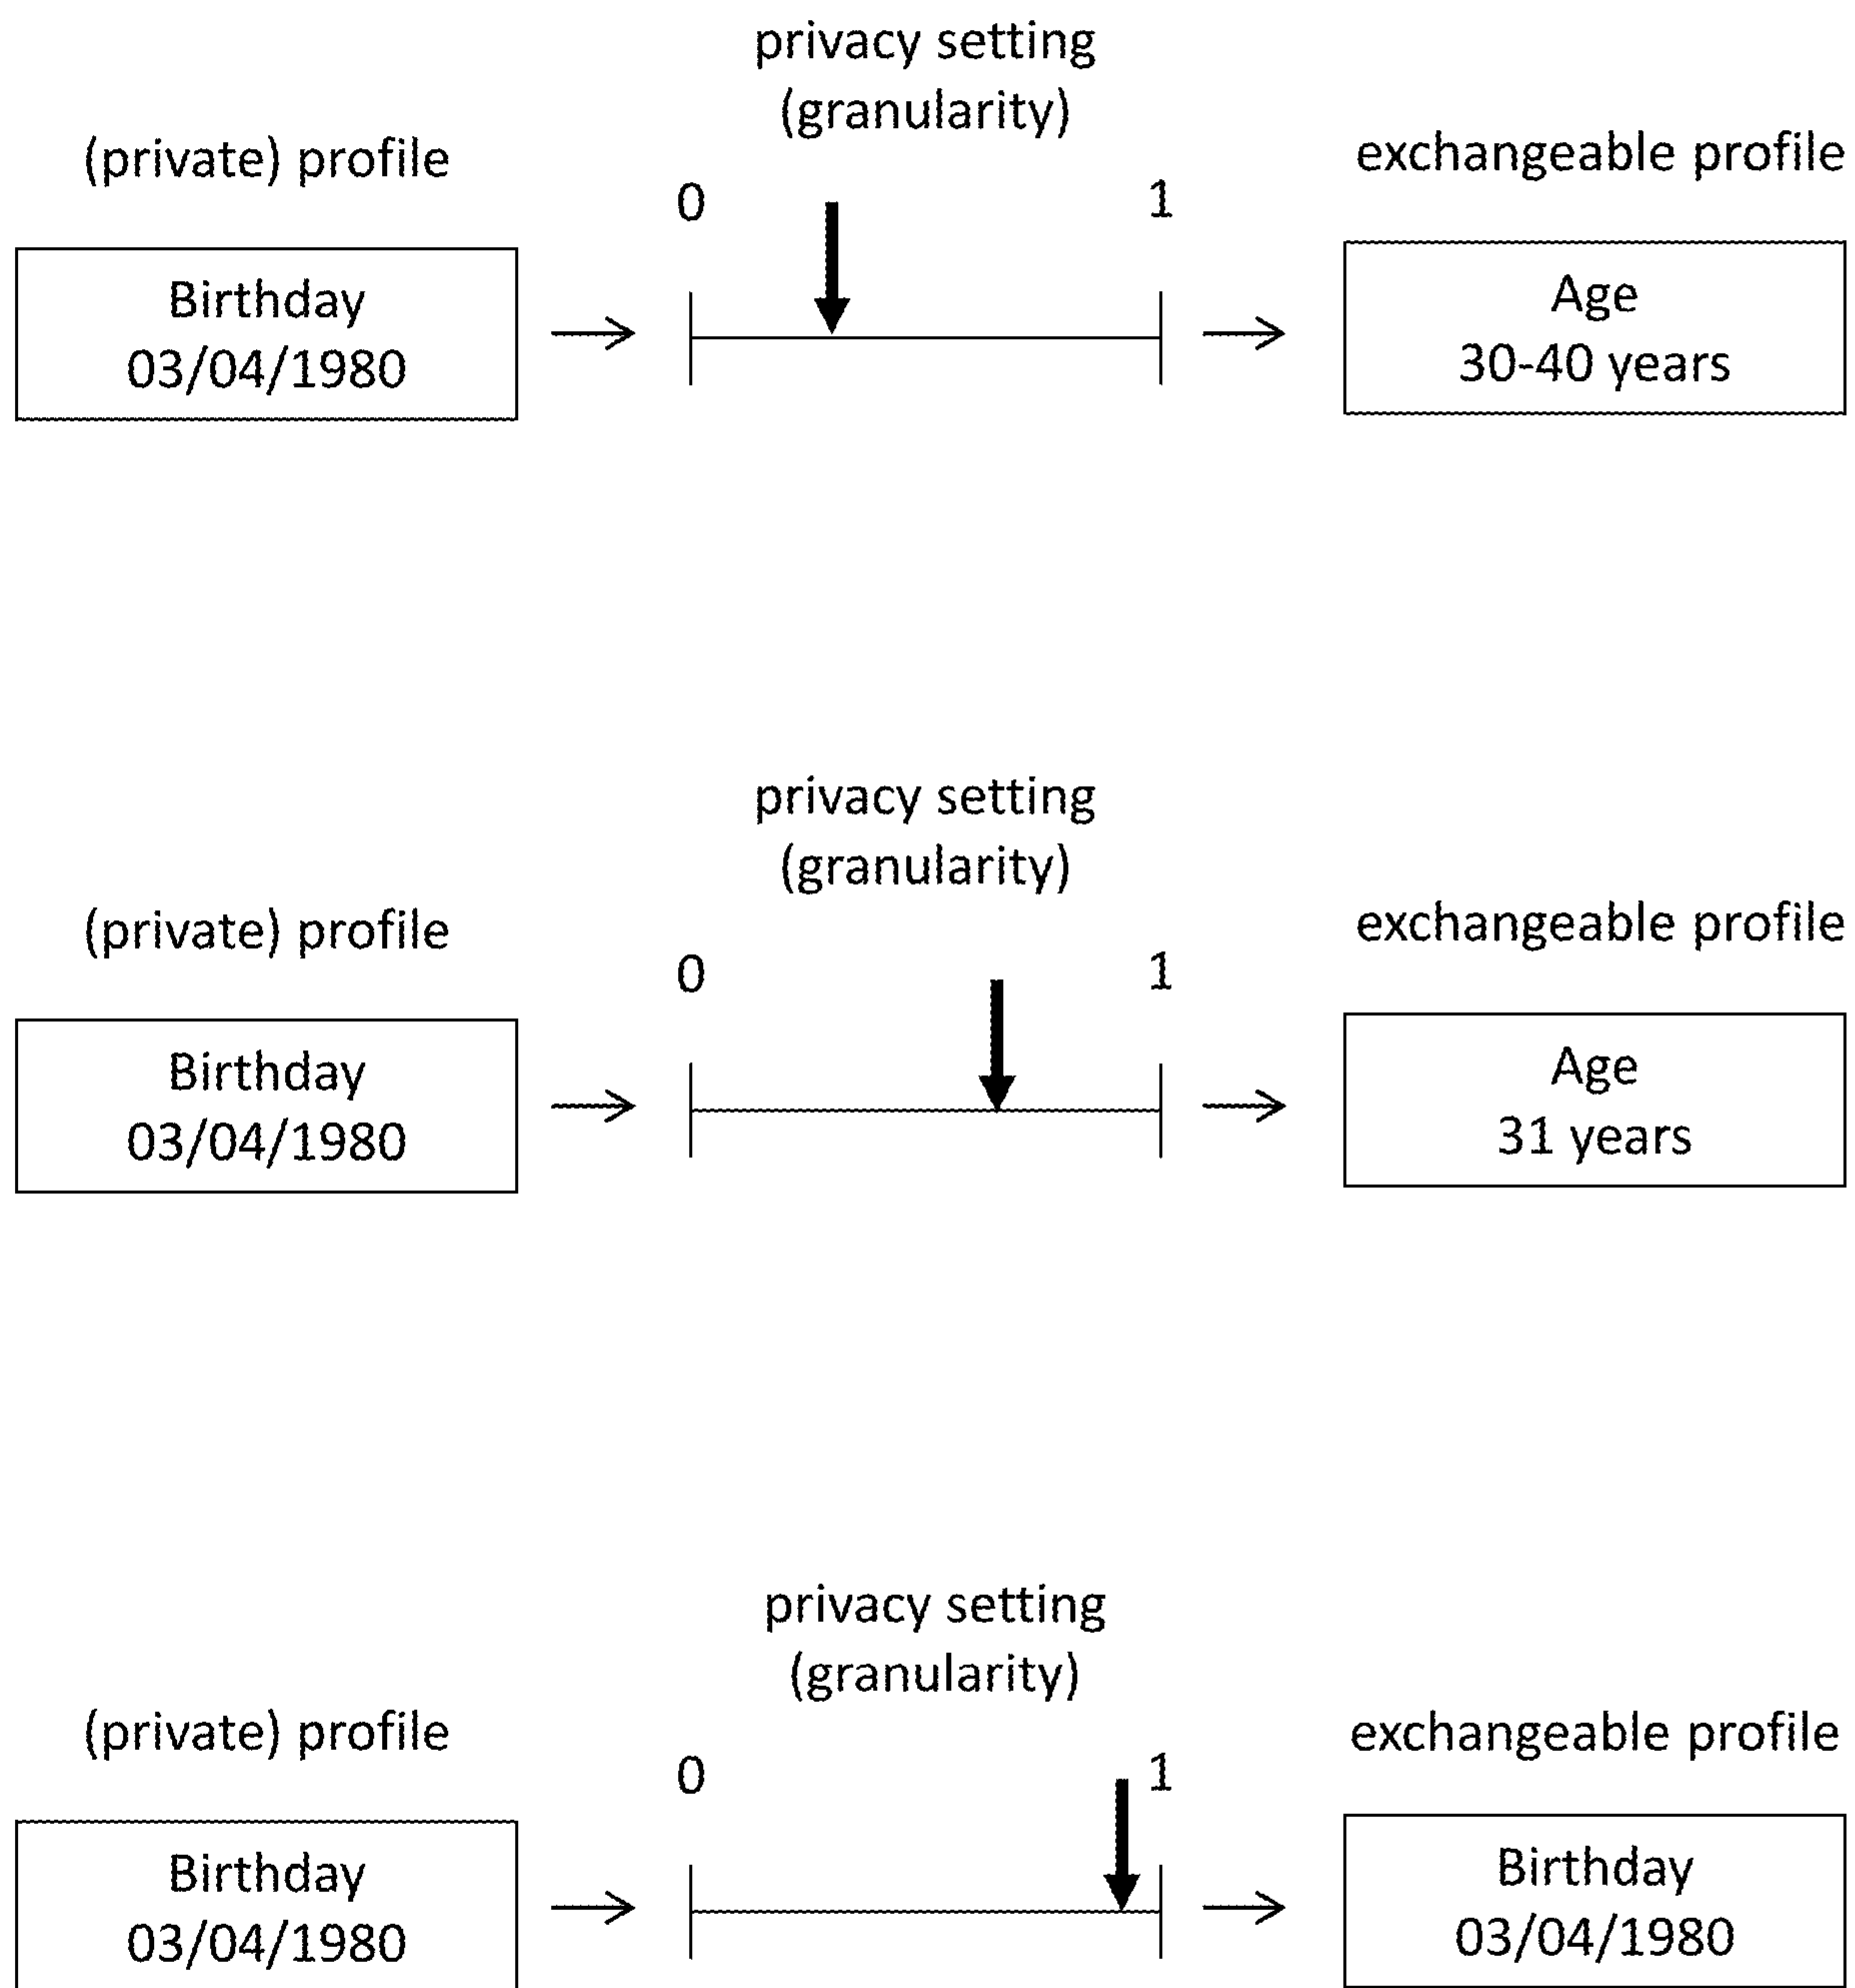 privacy setting
(granularity)
(private) profile
exchangeable profile
0
1
Birthday
03/04/1980
Age
30-40 years
privacy setting
(granularity)
(private) profile
exchangeable profile
0
1
Birthday
03/04/1980
Age
31 years
privacy setting
(granularity)
(private) profile
exchangeable profile
0
1
Birthday
03/04/1980
Birthday
03/04/1980